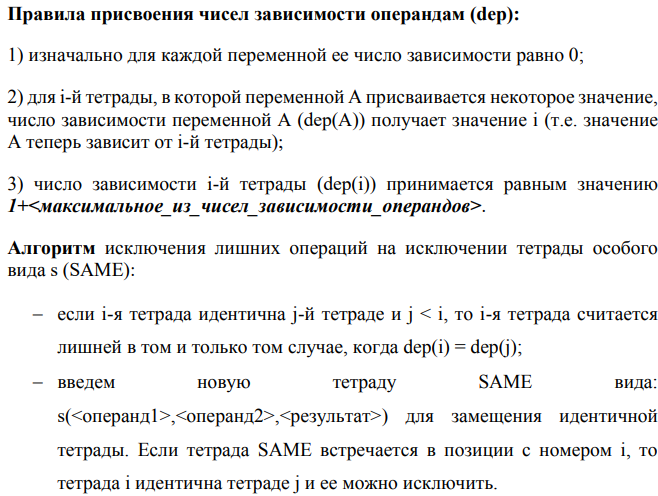 Правила присвоения чисел зависимости операндам (dep):
1) изначально для каждой переменной ее число зависимости равно 0;
2) для i-й тетрады, в которой переменной A присваивается некоторое значение,
число зависимости переменной A (dep(A)) получает значение i (т.е. значение
A теперь зависит от i-й тетрады);
3) число зависимости i-й тетрады (dep(i)) принимается равным значению
1+<максимальное_из_чисел_зависимости_операндов>.
Алгоритм исключения лишних операций на исключении тетрады особого
вида s (SAME):
– если i-я тетрада идентична j-й тетраде и j < i, то i-я тетрада считается
лишней в том и только том случае, когда dep(i) = dep(j);
– введем новую тетраду SAME вида:
s(<операнд1>,<операнд2>,<результат>) для замещения идентичной
тетрады. Если тетрада SAME встречается в позиции с номером i, то
тетрада i идентична тетраде j и ее можно исключить.